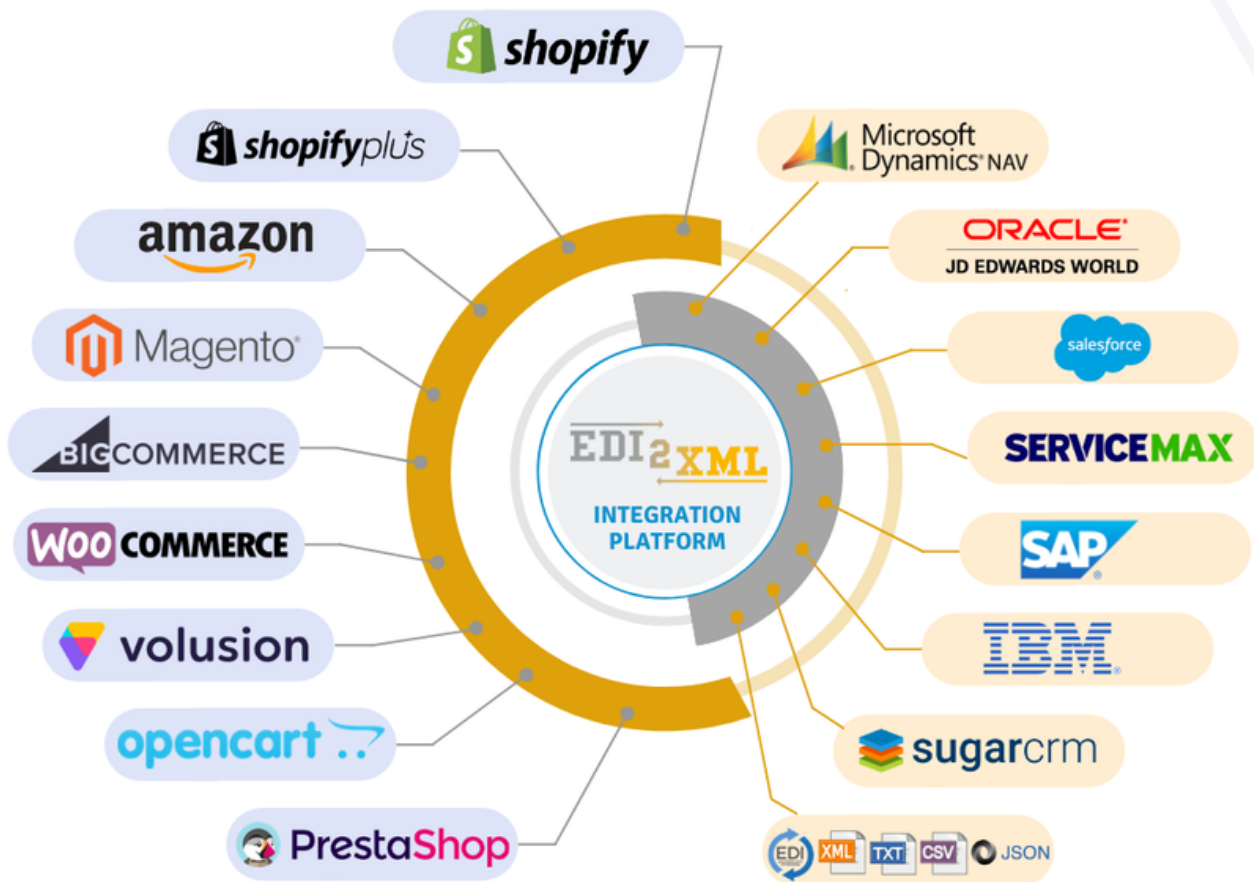 shopify
shopifyplus
amazon
Magento®
BIGCOMMERCE
WOO COMMERCE
volusion
opencart
PrestaShop
EDI2XML
INTEGRATION
PLATFORM
Microsoft
Dynamics® NAV
ORACLE®
JD EDWARDS WORLD
salesforce
SERVICEMAX
SAP®
IBM®
sugarcrm
EDI XML TXT CSV JSON